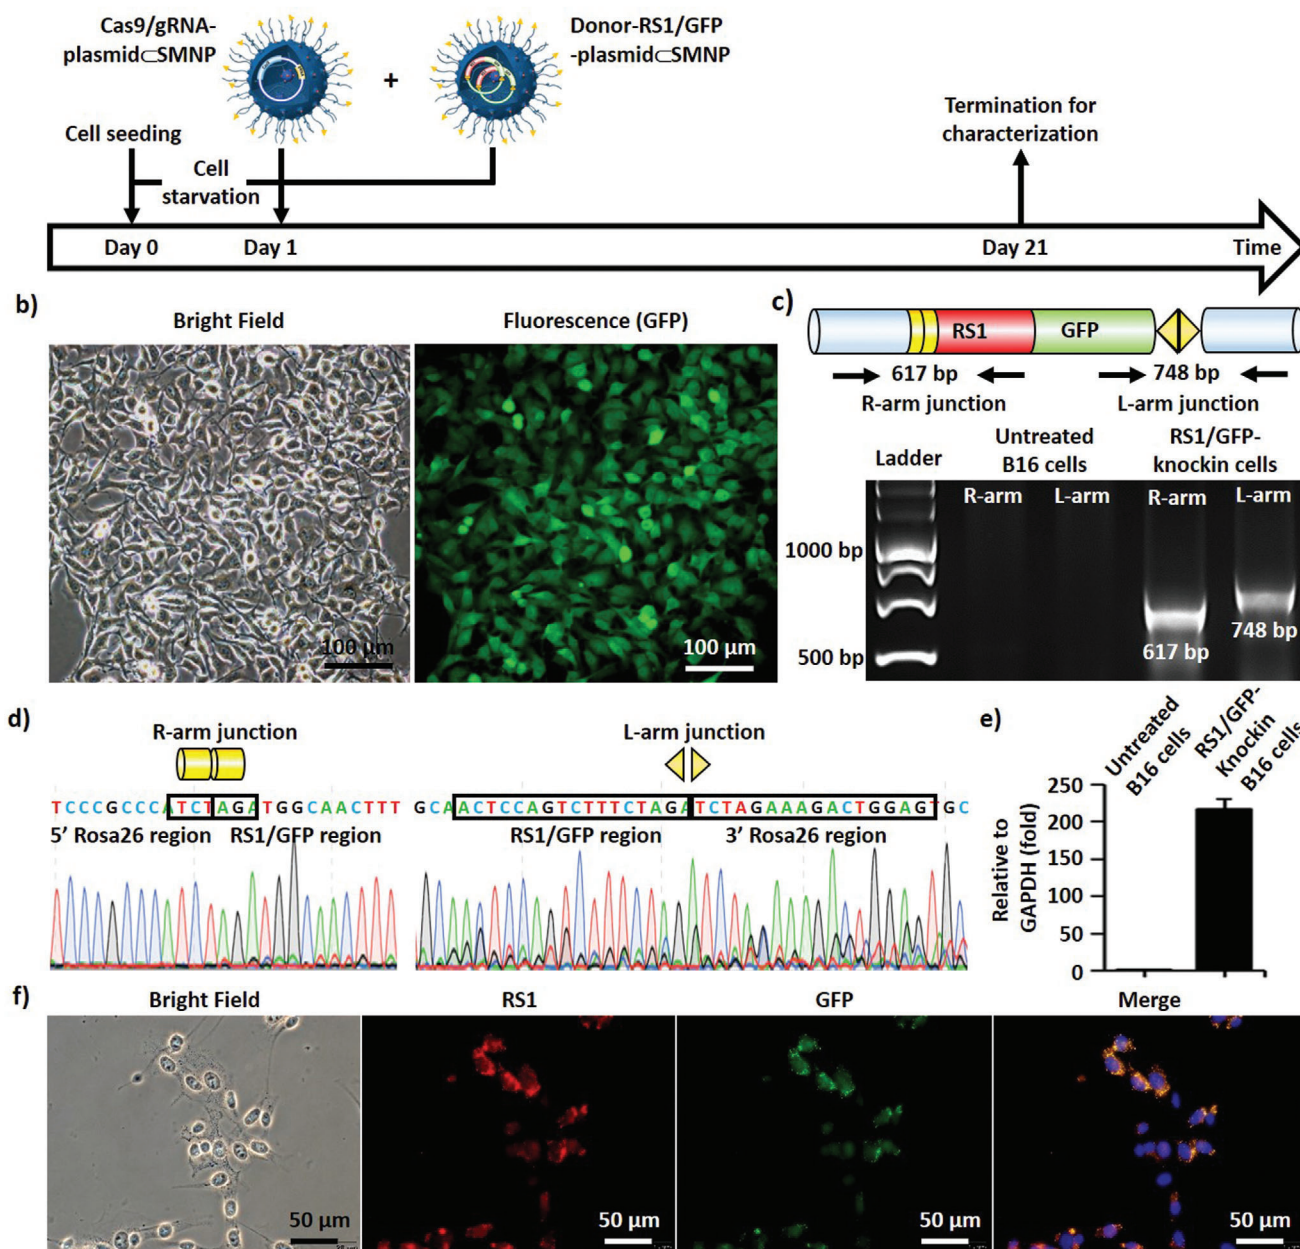 Cas9/gRNA-
plasmid⊂SMNP
+
Donor-RS1/GFP
-plasmid⊂SMNP
Cell seeding
Cell
starvation
Termination for
characterization
Day 0
Day 1
Day 21
Time
b)
Bright Field
Fluorescence (GFP)
100 µm
100 µm
c)
RS1
GFP
617 bp
748 bp
R-arm junction
L-arm junction
Ladder
Untreated
B16 cells
RS1/GFP-
knockin cells
R-arm
L-arm
R-arm
L-arm
1000 bp
500 bp
617 bp
748 bp
d)
R-arm junction
L-arm junction
TCCCGCCCATCTAGATGGCAACTTT
GCAACTCCAGTCTTTCTAGATCTAGAAAGACTGGAGTGC
5’ Rosa26 region
RS1/GFP region
RS1/GFP region
3’ Rosa26 region
e)
Untreated
B16 cells
RS1/GFP-
Knockin
B16 cells
Relative to
GAPDH (fold)
250
200
150
100
50
0
f)
Bright Field
RS1
GFP
Merge
50 µm
50 µm
50 µm
50 µm